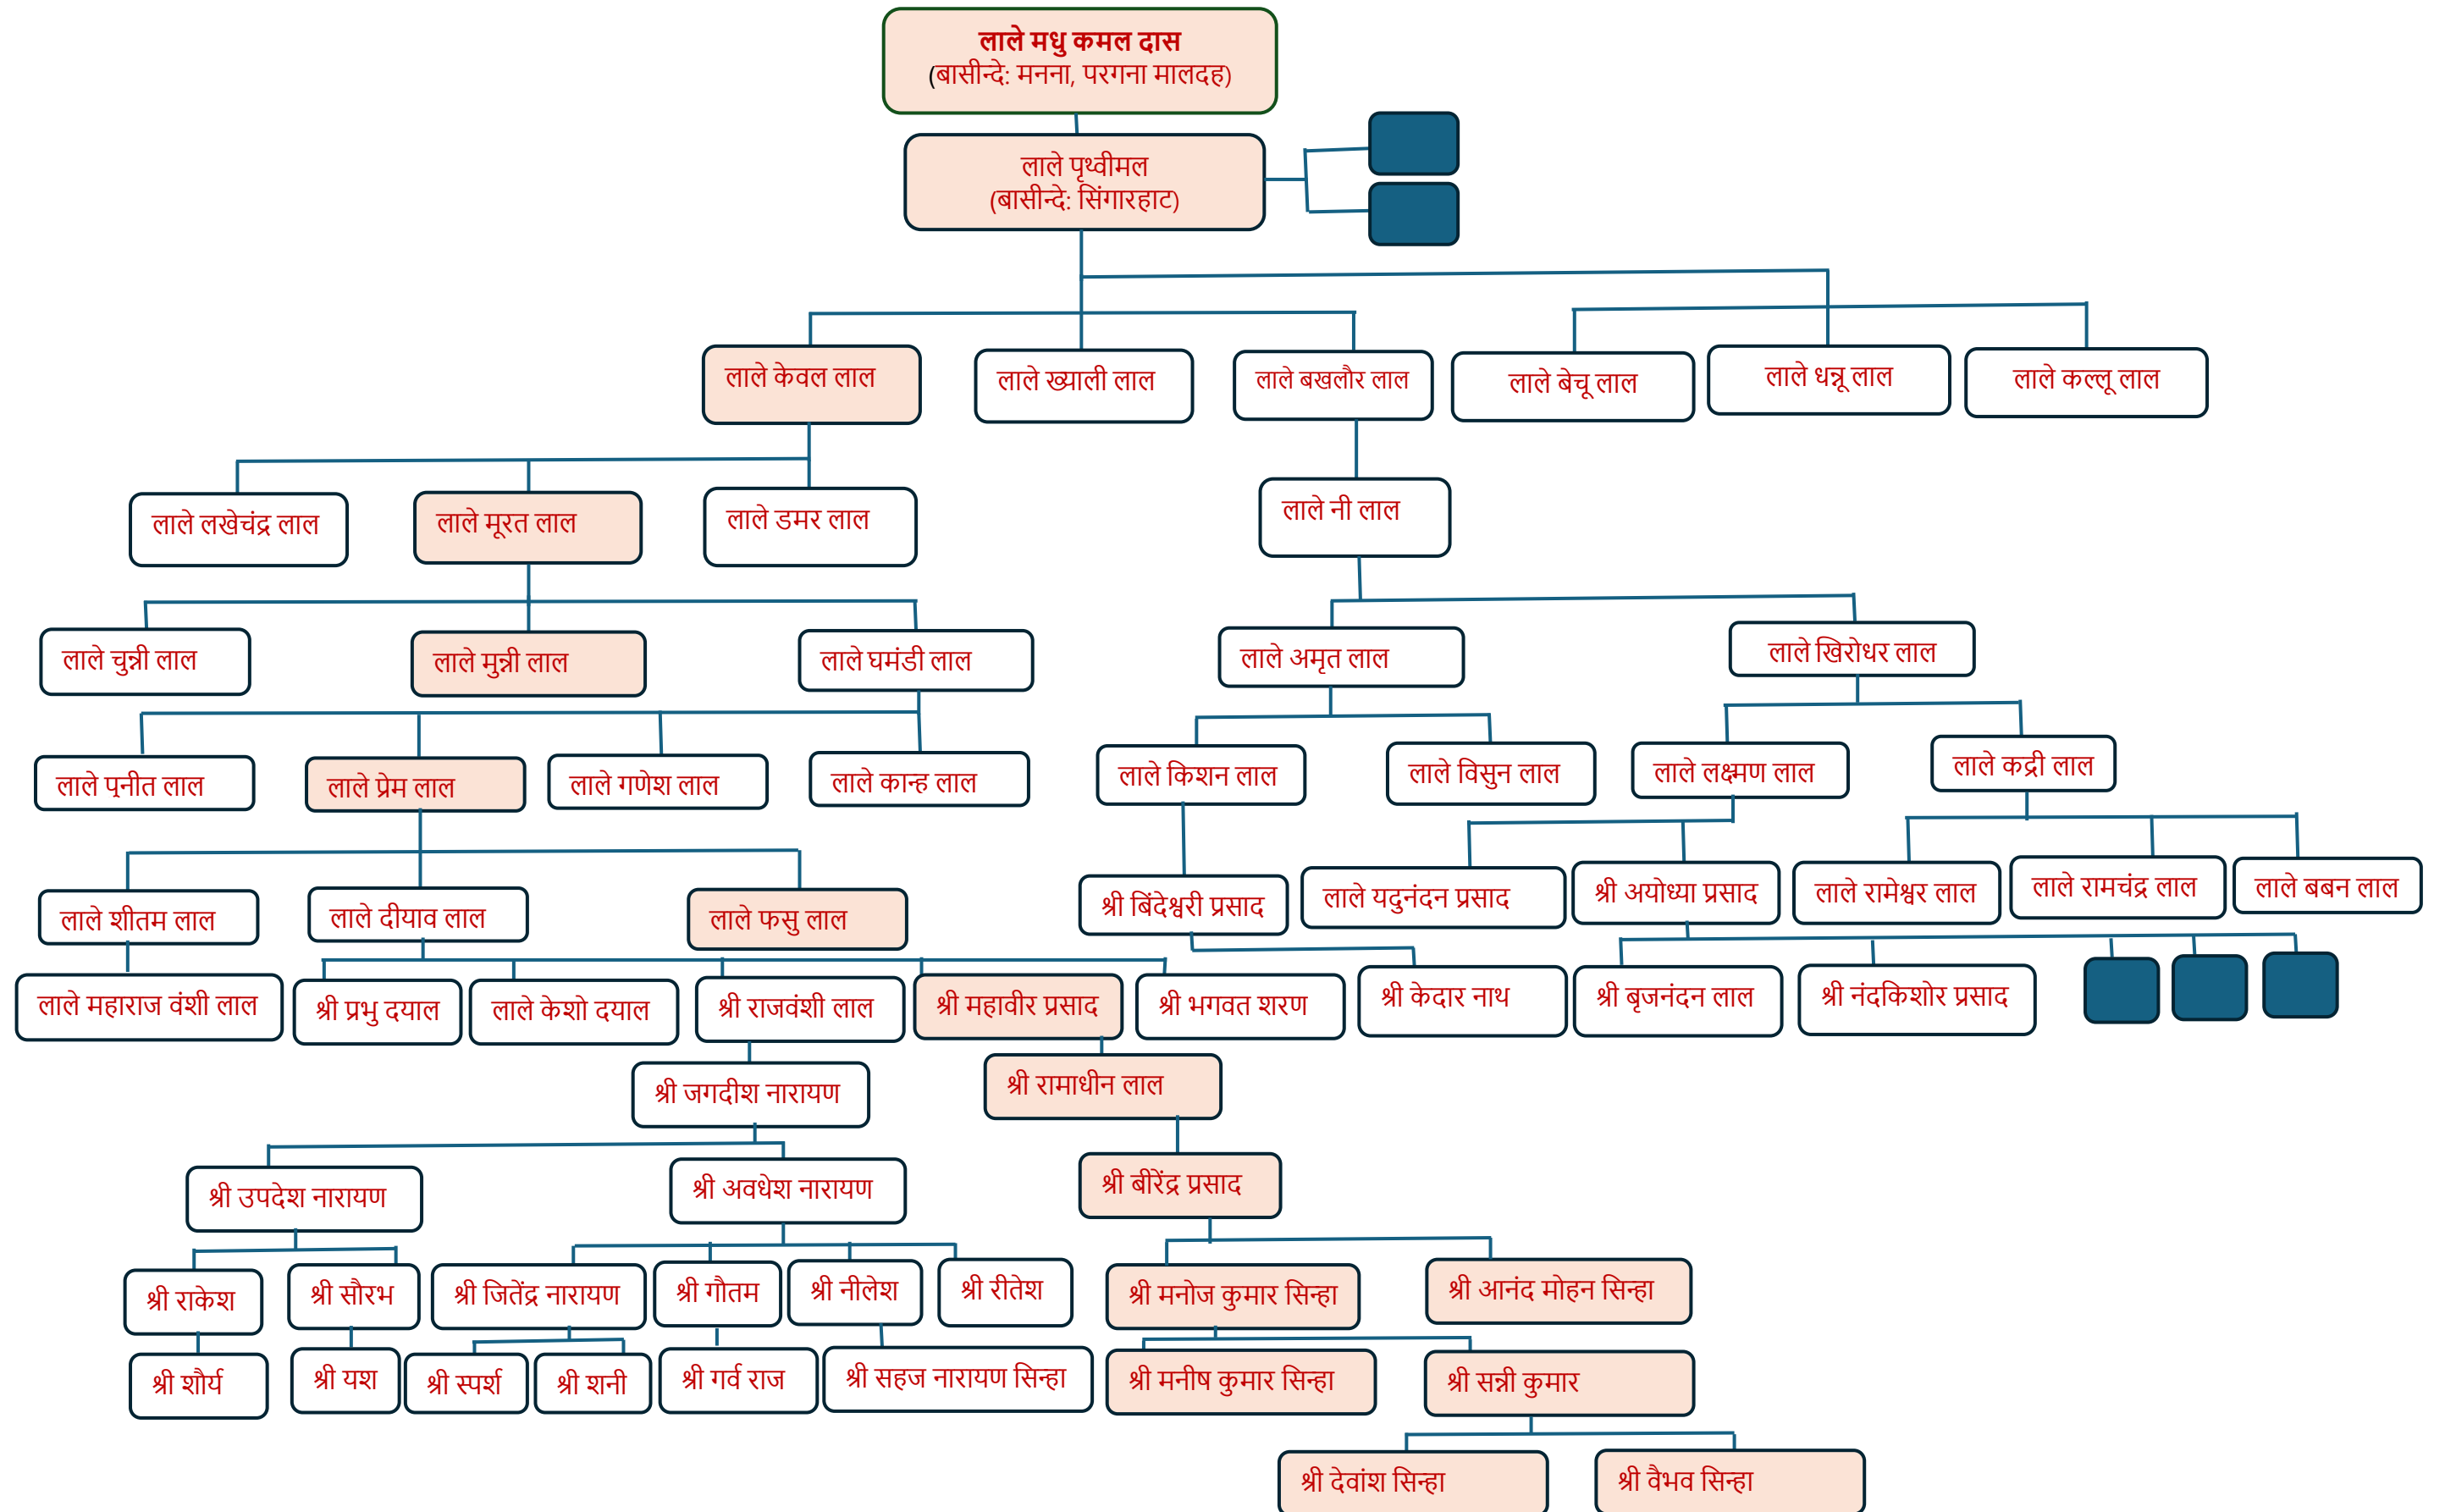 लाले मधु कमल दास
(बासीन्दे: मनना, परगना मालदह)
लाले पृथ्वीमल
(बासीन्दे: सिंगारहाट)
लाले केवल लाल
लाले ख्याली लाल
लाले बखलौर लाल
लाले बेचू लाल
लाले धन्नू लाल
लाले कल्लू लाल
लाले लखेचंद्र लाल
लाले मूरत लाल
लाले डमर लाल
लाले नी लाल
लाले चुन्नी लाल
लाले मुन्नी लाल
लाले घमंडी लाल
लाले अमृत लाल
लाले खिरोधर लाल
लाले पुनीत लाल
लाले प्रेम लाल
लाले गणेश लाल
लाले कान्ह लाल
लाले किशन लाल
लाले विसुन लाल
लाले लक्ष्मण लाल
लाले कद्री लाल
लाले शीतम लाल
लाले दीयाव लाल
लाले फसु लाल
श्री बिंदेश्वरी प्रसाद
लाले यदुनंदन प्रसाद
श्री अयोध्या प्रसाद
लाले रामेश्वर लाल
लाले रामचंद्र लाल
लाले बबन लाल
लाले महाराज वंशी लाल
श्री प्रभु दयाल
लाले केशो दयाल
श्री राजवंशी लाल
श्री महावीर प्रसाद
श्री भगवत शरण
श्री केदार नाथ
श्री बृजनंदन लाल
श्री नंदकिशोर प्रसाद
श्री जगदीश नारायण
श्री रामाधीन लाल
श्री उपदेश नारायण
श्री अवधेश नारायण
श्री बीरेंद्र प्रसाद
श्री राकेश
श्री सौरभ
श्री जितेंद्र नारायण
श्री गौतम
श्री नीलेश
श्री रीतेश
श्री मनोज कुमार सिन्हा
श्री आनंद मोहन सिन्हा
श्री शौर्य
श्री यश
श्री स्पर्श
श्री शनी
श्री गर्व राज
श्री सहज नारायण सिन्हा
श्री मनीष कुमार सिन्हा
श्री सन्नी कुमार
श्री देवांश सिन्हा
श्री वैभव सिन्हा